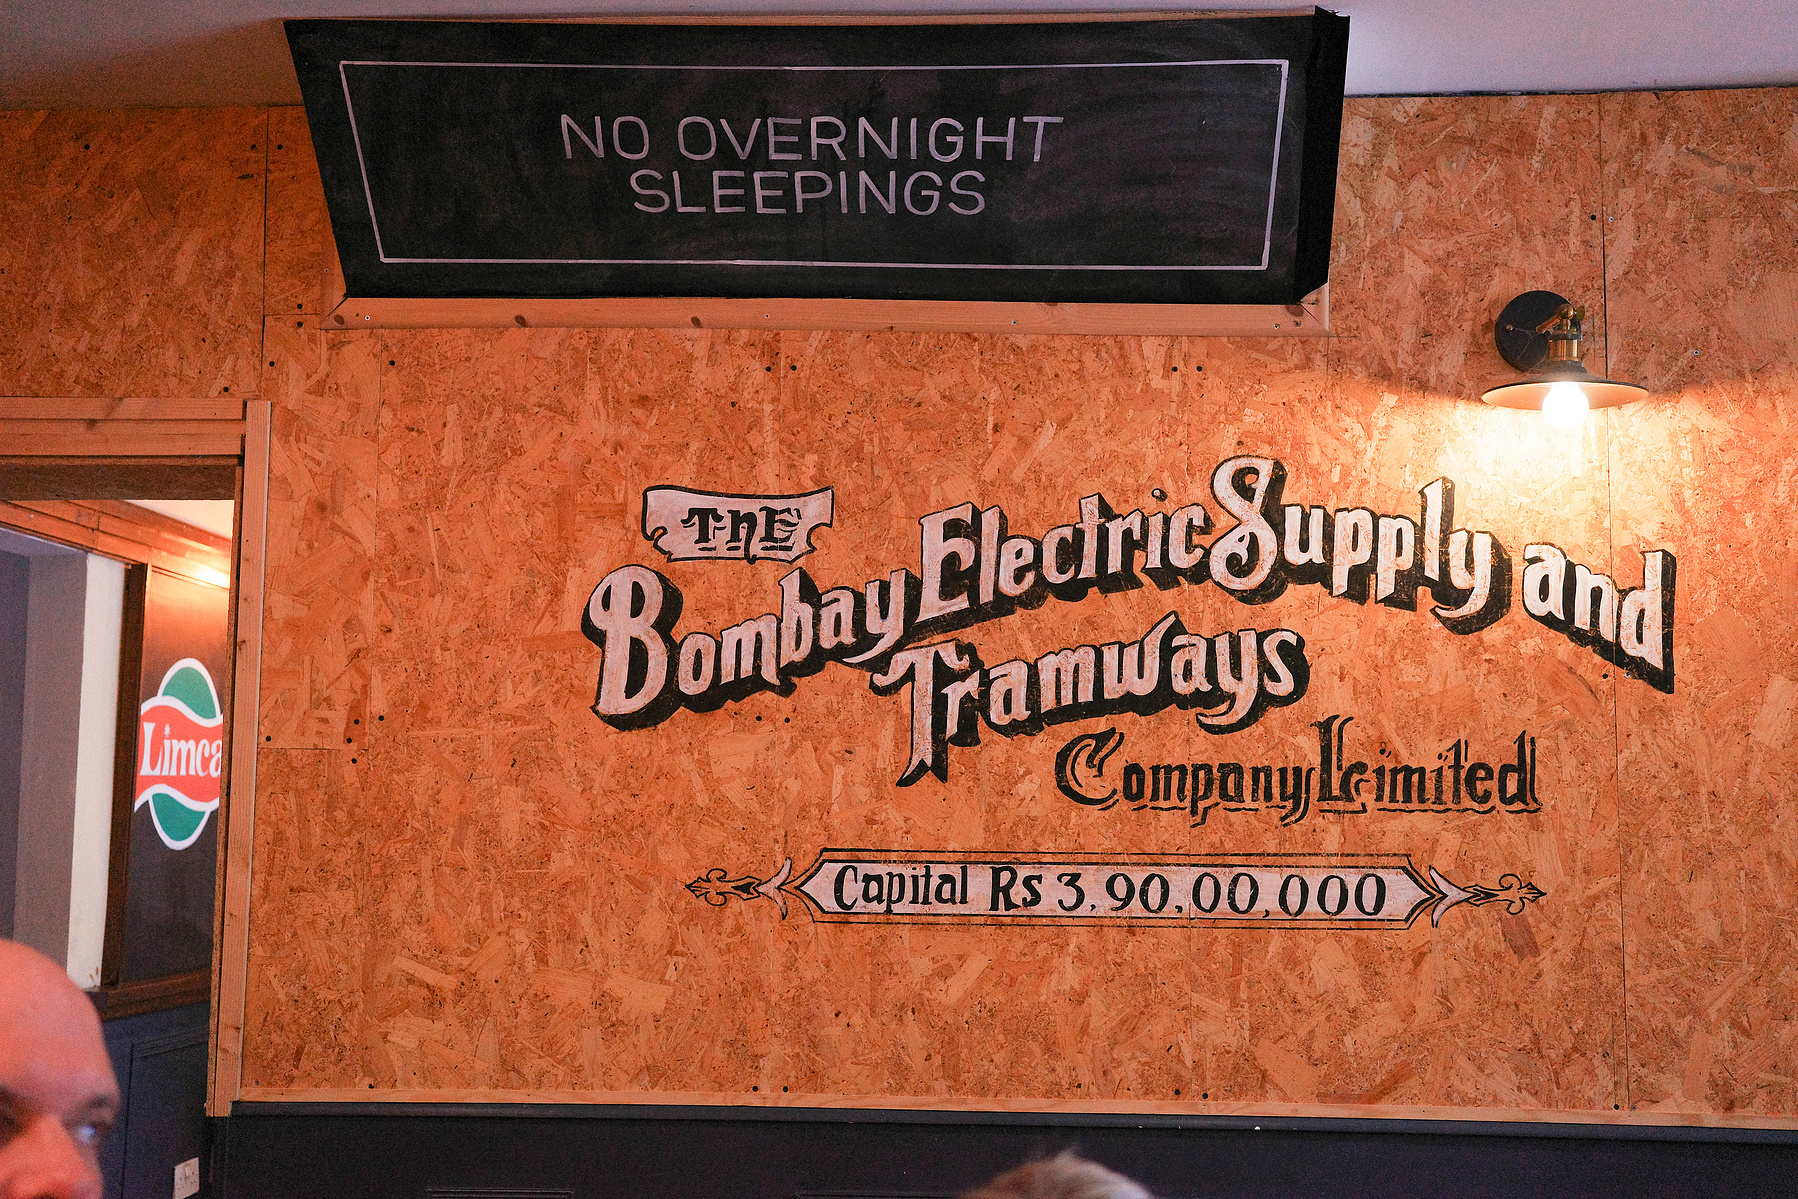 NO OVERNIGHT
SLEEPINGS
THE
Bombay Electric Supply and
Tramways
Company Limited
Capital Rs 3,90,00,000
Limca